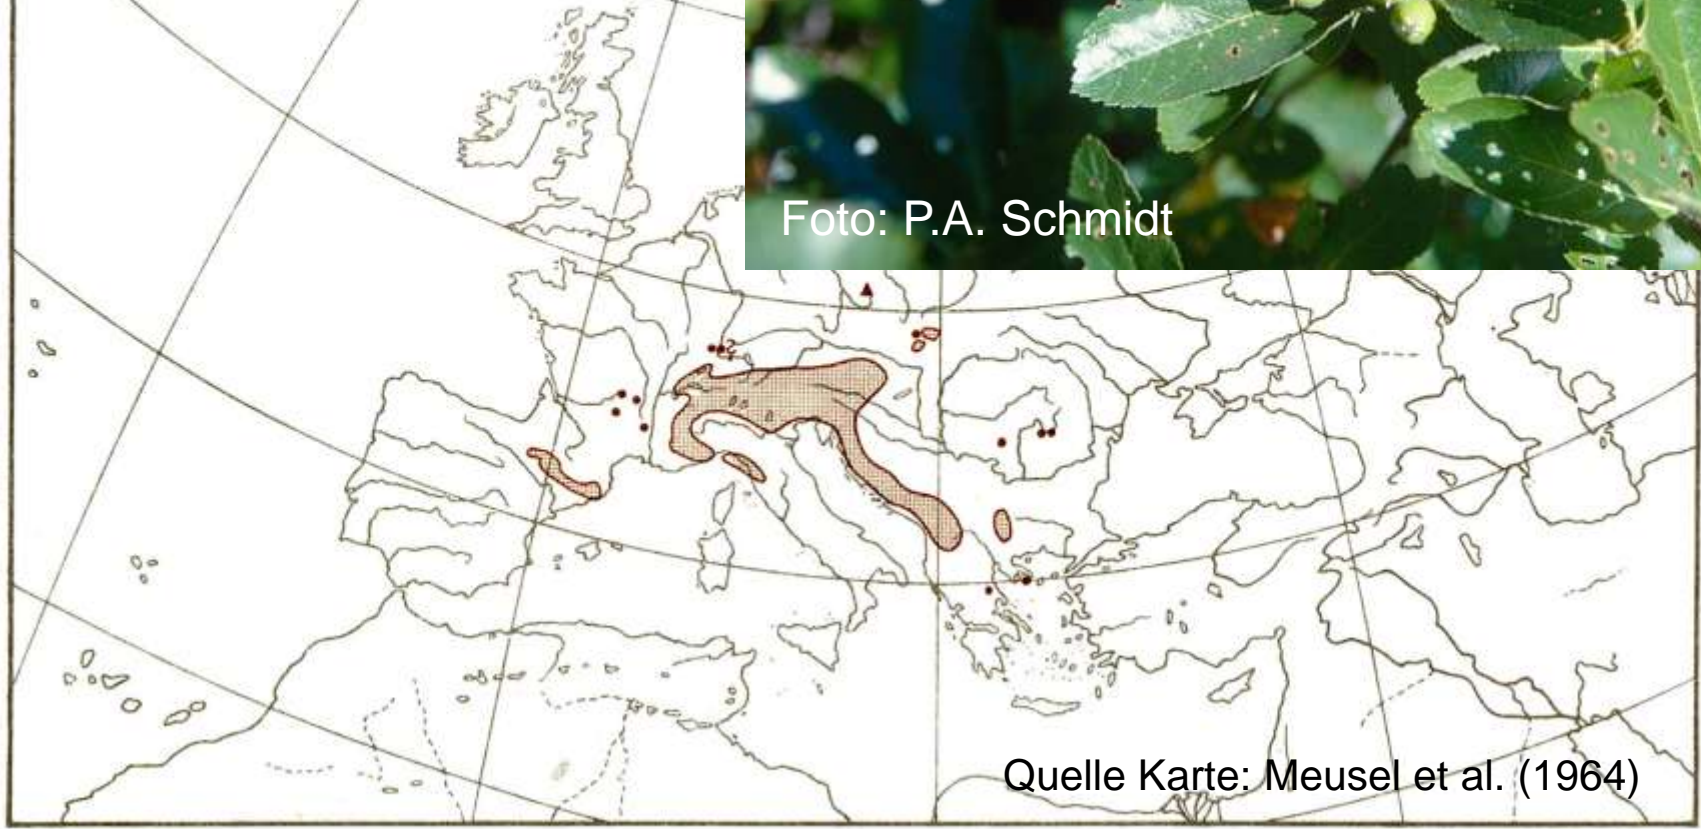 Foto: P.A. Schmidt
Quelle Karte: Meusel et al. (1964)